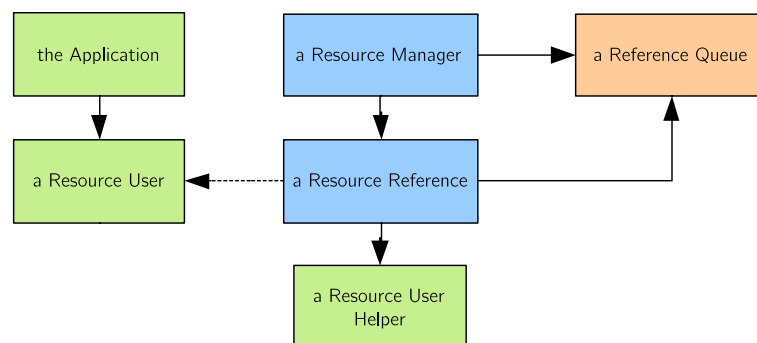 the Application
a Resource Manager
a Reference Queue
a Resource User
a Resource Reference
a Resource User
Helper